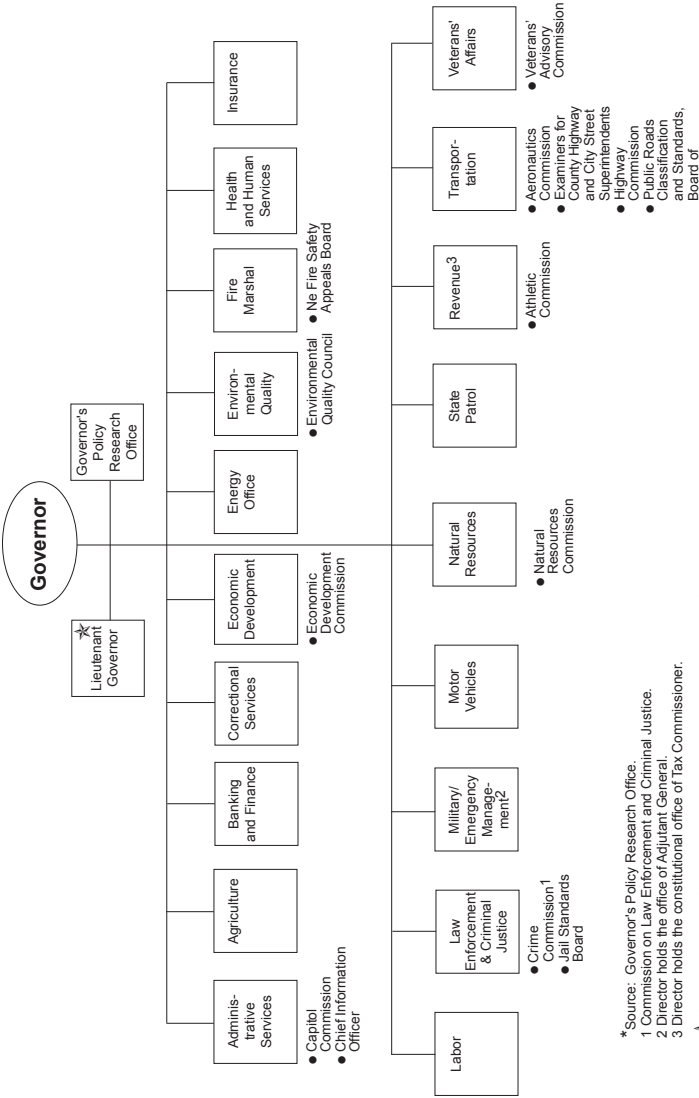 Governor
Lieutenant
Governor
Governor's
Policy
Research
Office
Adminis-
trative
Services
● Capitol
Commission
● Chief Information
Officer
Agriculture
Banking
and Finance
Correctional
Services
Economic
Development
● Economic
Development
Commission
Energy
Office
Environ-
mental
Quality
● Environmental
Quality Council
Fire
Marshal
● Ne Fire Safety
Appeals Board
Health
and Human
Services
Insurance
Labor
Law
Enforcement
& Criminal
Justice
● Crime
Commission1
● Jail Standards
Board
Military/
Emergency
Manage-
ment2
Motor
Vehicles
Natural
Resources
● Natural
Resources
Commission
State
Patrol
Revenue3
● Athletic
Commission
Transpor-
tation
● Aeronautics
Commission
● Examiners for
County Highway
and City Street
Superintendents
● Highway
Commission
● Public Roads
Classification
and Standards,
Board of
Veterans'
Affairs
● Veterans'
Advisory
Commission
*Source: Governor's Policy Research Office.
1 Commission on Law Enforcement and Criminal Justice.
2 Director holds the office of Adjutant General.
3 Director holds the constitutional office of Tax Commissioner.